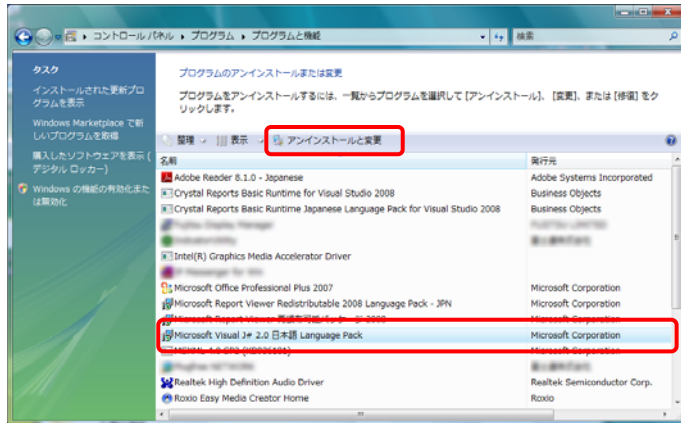 コントロール パネル ▸ プログラム ▸ プログラムと機能
検索
タスク
インストールされた更新プロ
グラムを表示
Windows Marketplace で新
しいプログラムを取得
購入したソフトウェアを表示 (
デジタル ロッカー)
Windows の機能の有効化また
は無効化
プログラムのアンインストールまたは変更
プログラムをアンインストールするには、一覧からプログラムを選択して [アンインストール]、[変更]、または [修復] をク
リックします。
整理 表示 アンインストールと変更
名前 発行元
Adobe Reader 8.1.0 - Japanese Adobe Systems Incorporated
Crystal Reports Basic Runtime for Visual Studio 2008 Business Objects
Crystal Reports Basic Runtime Japanese Language Pack for Visual Studio 2008 Business Objects
Intel(R) Graphics Media Accelerator Driver
Microsoft Office Professional Plus 2007 Microsoft Corporation
Microsoft Report Viewer Redistributable 2008 Language Pack - JPN Microsoft Corporation
Microsoft Visual J# 2.0 日本語 Language Pack Microsoft Corporation
Realtek High Definition Audio Driver Realtek Semiconductor Corp.
Roxio Easy Media Creator Home Roxio